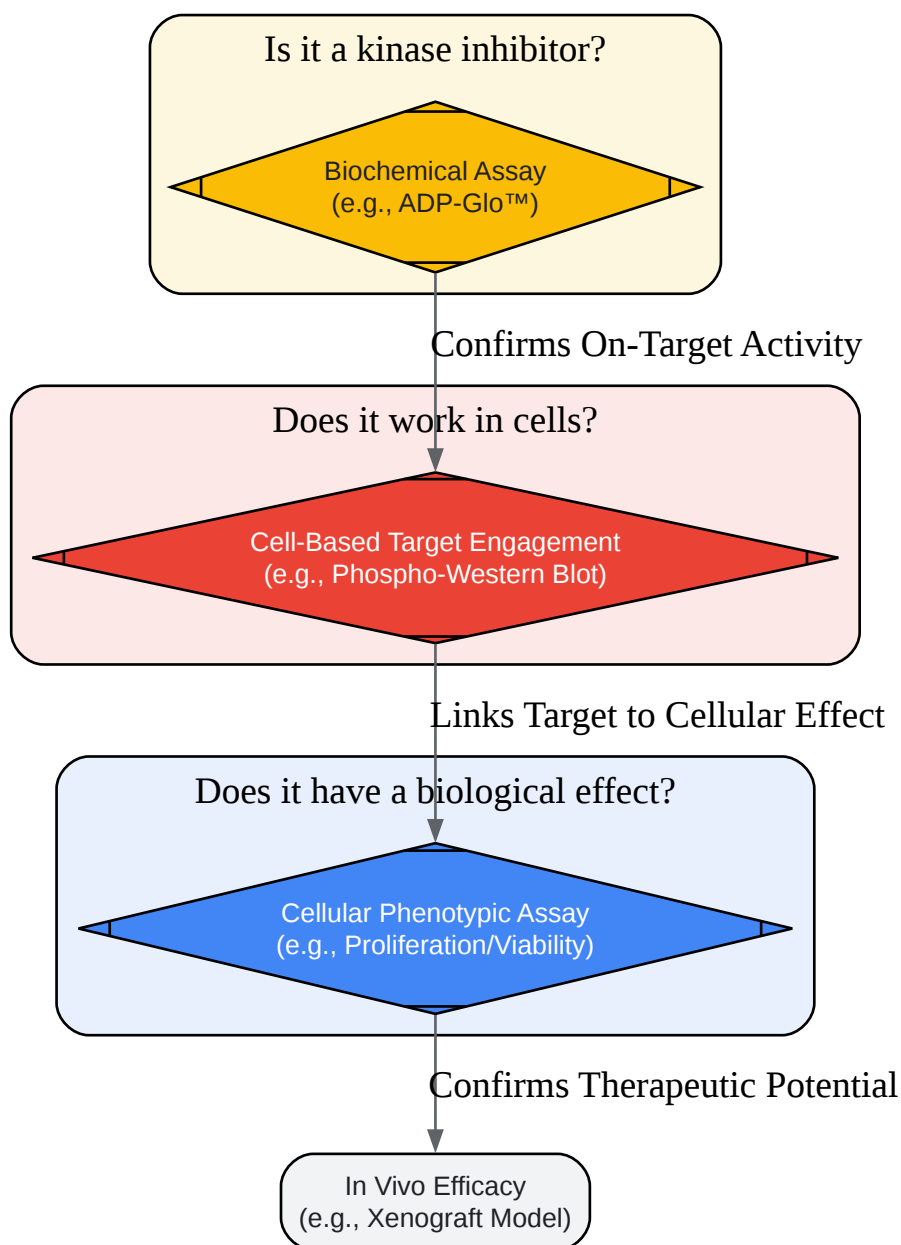 Is it a kinase inhibitor?
Biochemical Assay
(e.g., ADP-Glo™)
Confirms On-Target Activity
Does it work in cells?
Cell-Based Target Engagement
(e.g., Phospho-Western Blot)
Links Target to Cellular Effect
Does it have a biological effect?
Cellular Phenotypic Assay
(e.g., Proliferation/Viability)
Confirms Therapeutic Potential
In Vivo Efficacy
(e.g., Xenograft Model)